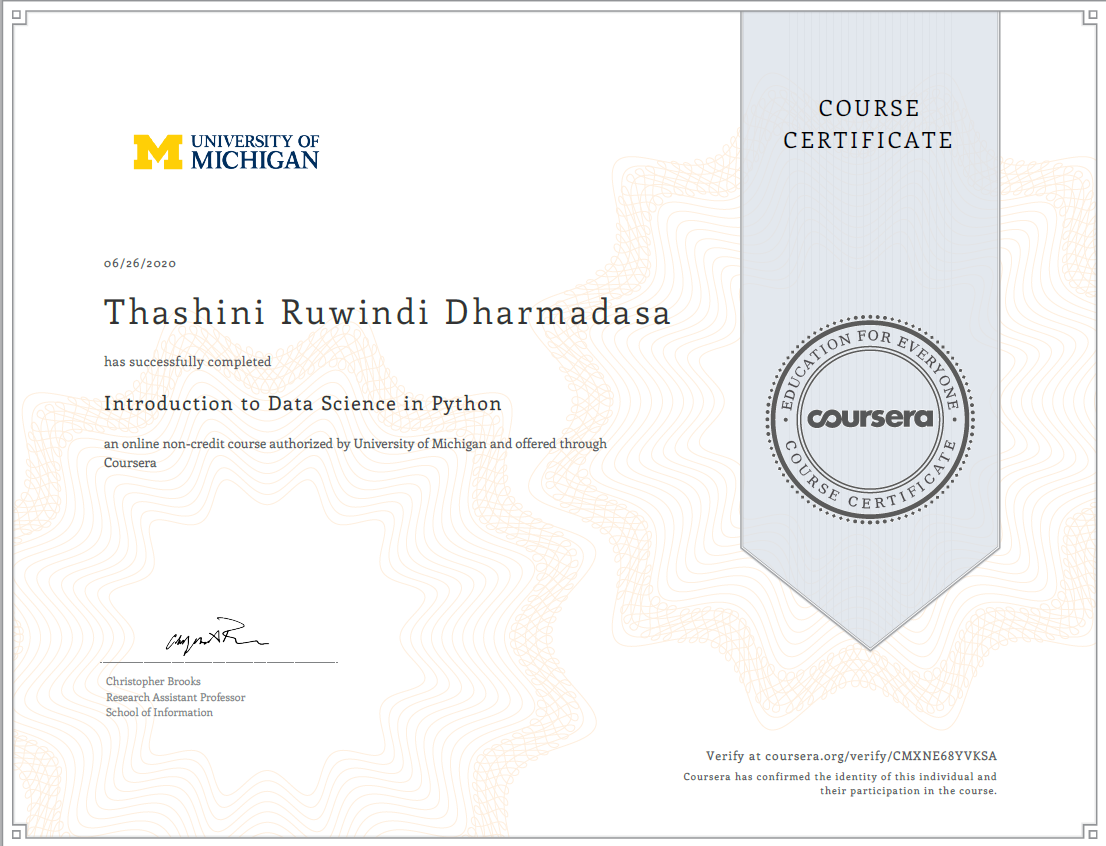 COURSE
CERTIFICATE
M UNIVERSITY OF
MICHIGAN
06/26/2020
Thashini Ruwindi Dharmadasa
has successfully completed
Introduction to Data Science in Python
an online non-credit course authorized by University of Michigan and offered through
Coursera
EDUCATION FOR EVERYONE
coursera
COURSE CERTIFICATE
Christopher Brooks
Research Assistant Professor
School of Information
Verify at coursera.org/verify/CMXNE68YVKSA
Coursera has confirmed the identity of this individual and
their participation in the course.